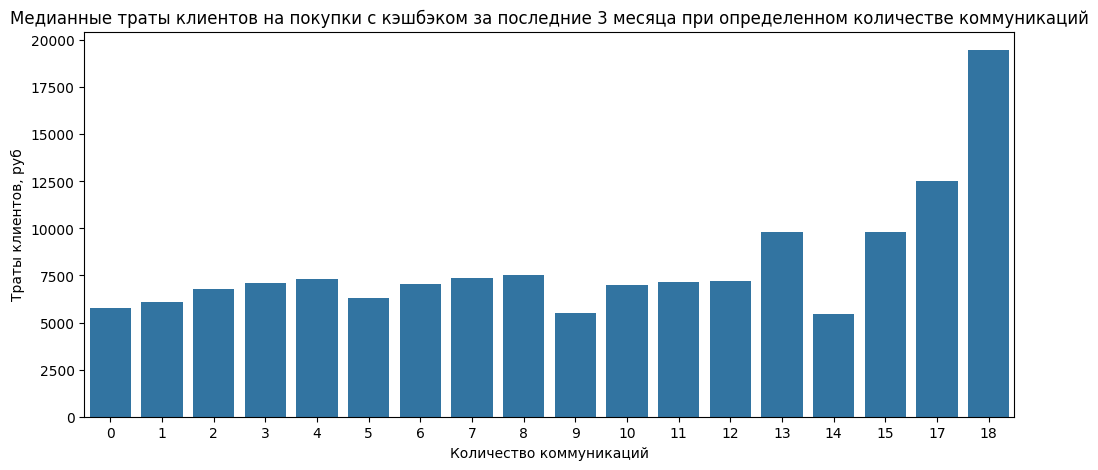 Медианные траты клиентов на покупки с кэшбэком за последние 3 месяца при определенном количестве коммуникаций
Траты клиентов, руб
20000
17500
15000
12500
10000
7500
5000
2500
0
0 1 2 3 4 5 6 7 8 9 10 11 12 13 14 15 17 18
Количество коммуникаций